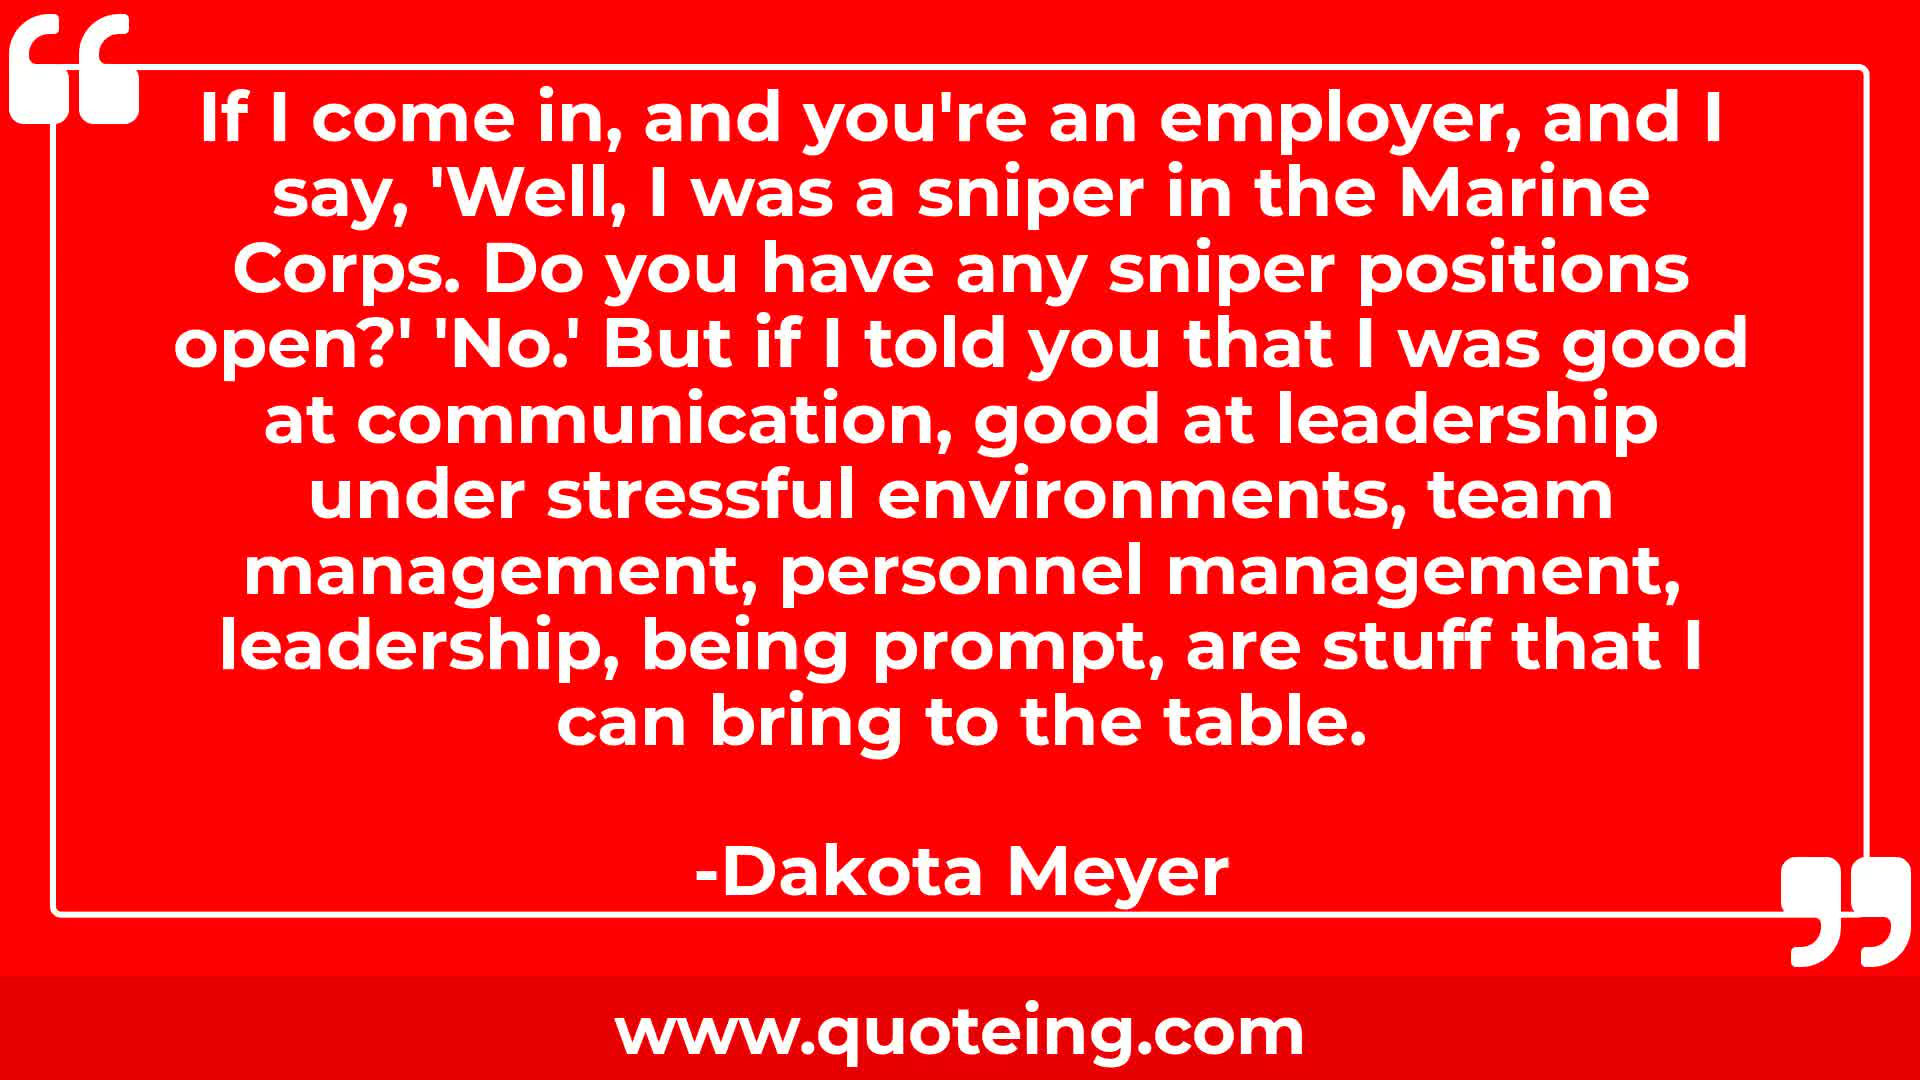 If I come in, and you're an employer, and I
say, 'Well, I was a sniper in the Marine
Corps. Do you have any sniper positions
open?' 'No.' But if I told you that I was good
at communication, good at leadership
under stressful environments, team
management, personnel management,
leadership, being prompt, are stuff that I
can bring to the table.
-Dakota Meyer
www.quoteing.com